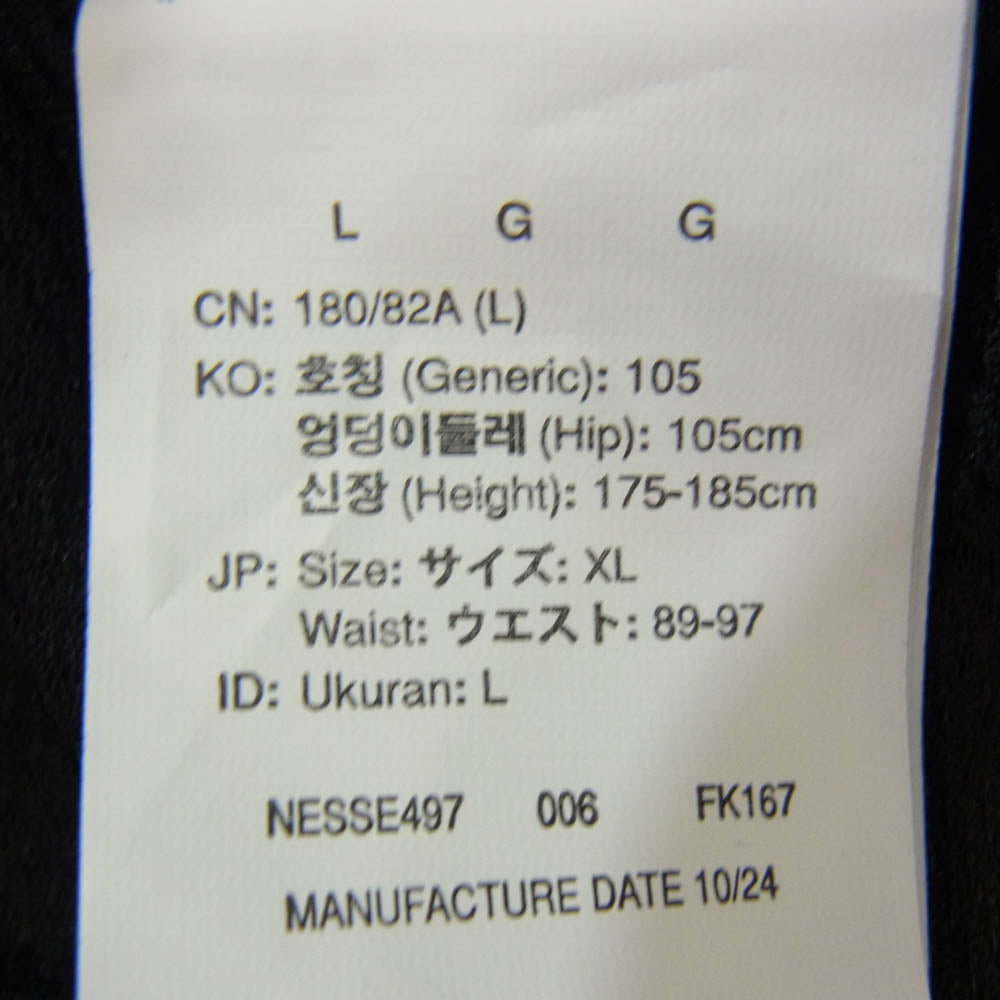 L G G
CN: 180/82A (L)
KO: 호칭 (Generic): 105
엉덩이둘레 (Hip): 105cm
신장 (Height): 175-185cm
JP: Size: サイズ: XL
Waist: ウエスト: 89-97
ID: Ukuran: L
NESSE497 006 FK167
MANUFACTURE DATE 10/24